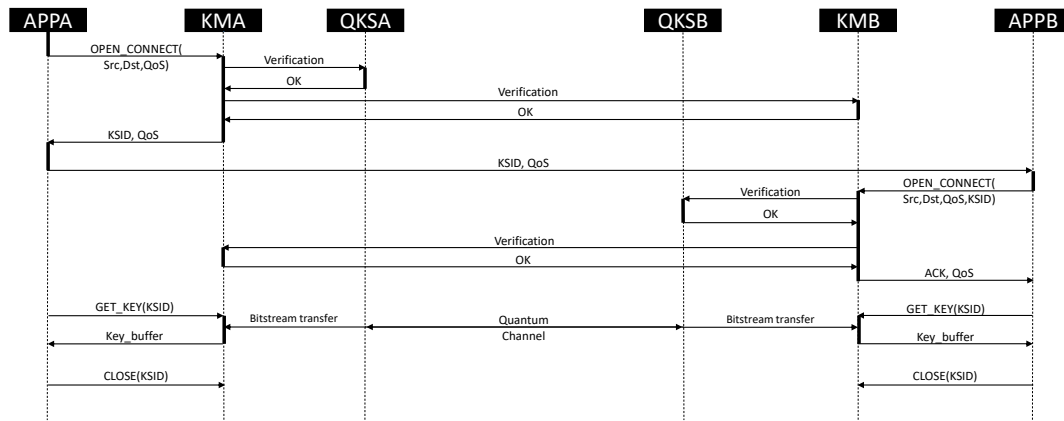 APPA KMA QKSA QKSB KMB APPB
OPEN_CONNECT(
Src,Dst,QoS)
Verification
OK
Verification
OK
KSID, QoS
KSID, QoS
OPEN_CONNECT(
Src,Dst,QoS,KSID)
Verification
OK
Verification
OK
ACK, QoS
GET_KEY(KSID)
Bitstream transfer
Quantum
Channel
Bitstream transfer
GET_KEY(KSID)
Key_buffer
Key_buffer
CLOSE(KSID)
CLOSE(KSID)